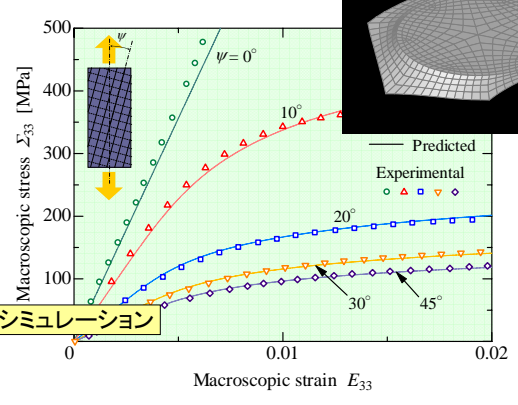 500
400
300
200
100
0
0.01
0.02
Macroscopic stress Σ33 [MPa]
Macroscopic strain E33
ψ
ψ = 0°
10°
20°
30°
45°
Predicted
Experimental
シミュレーション